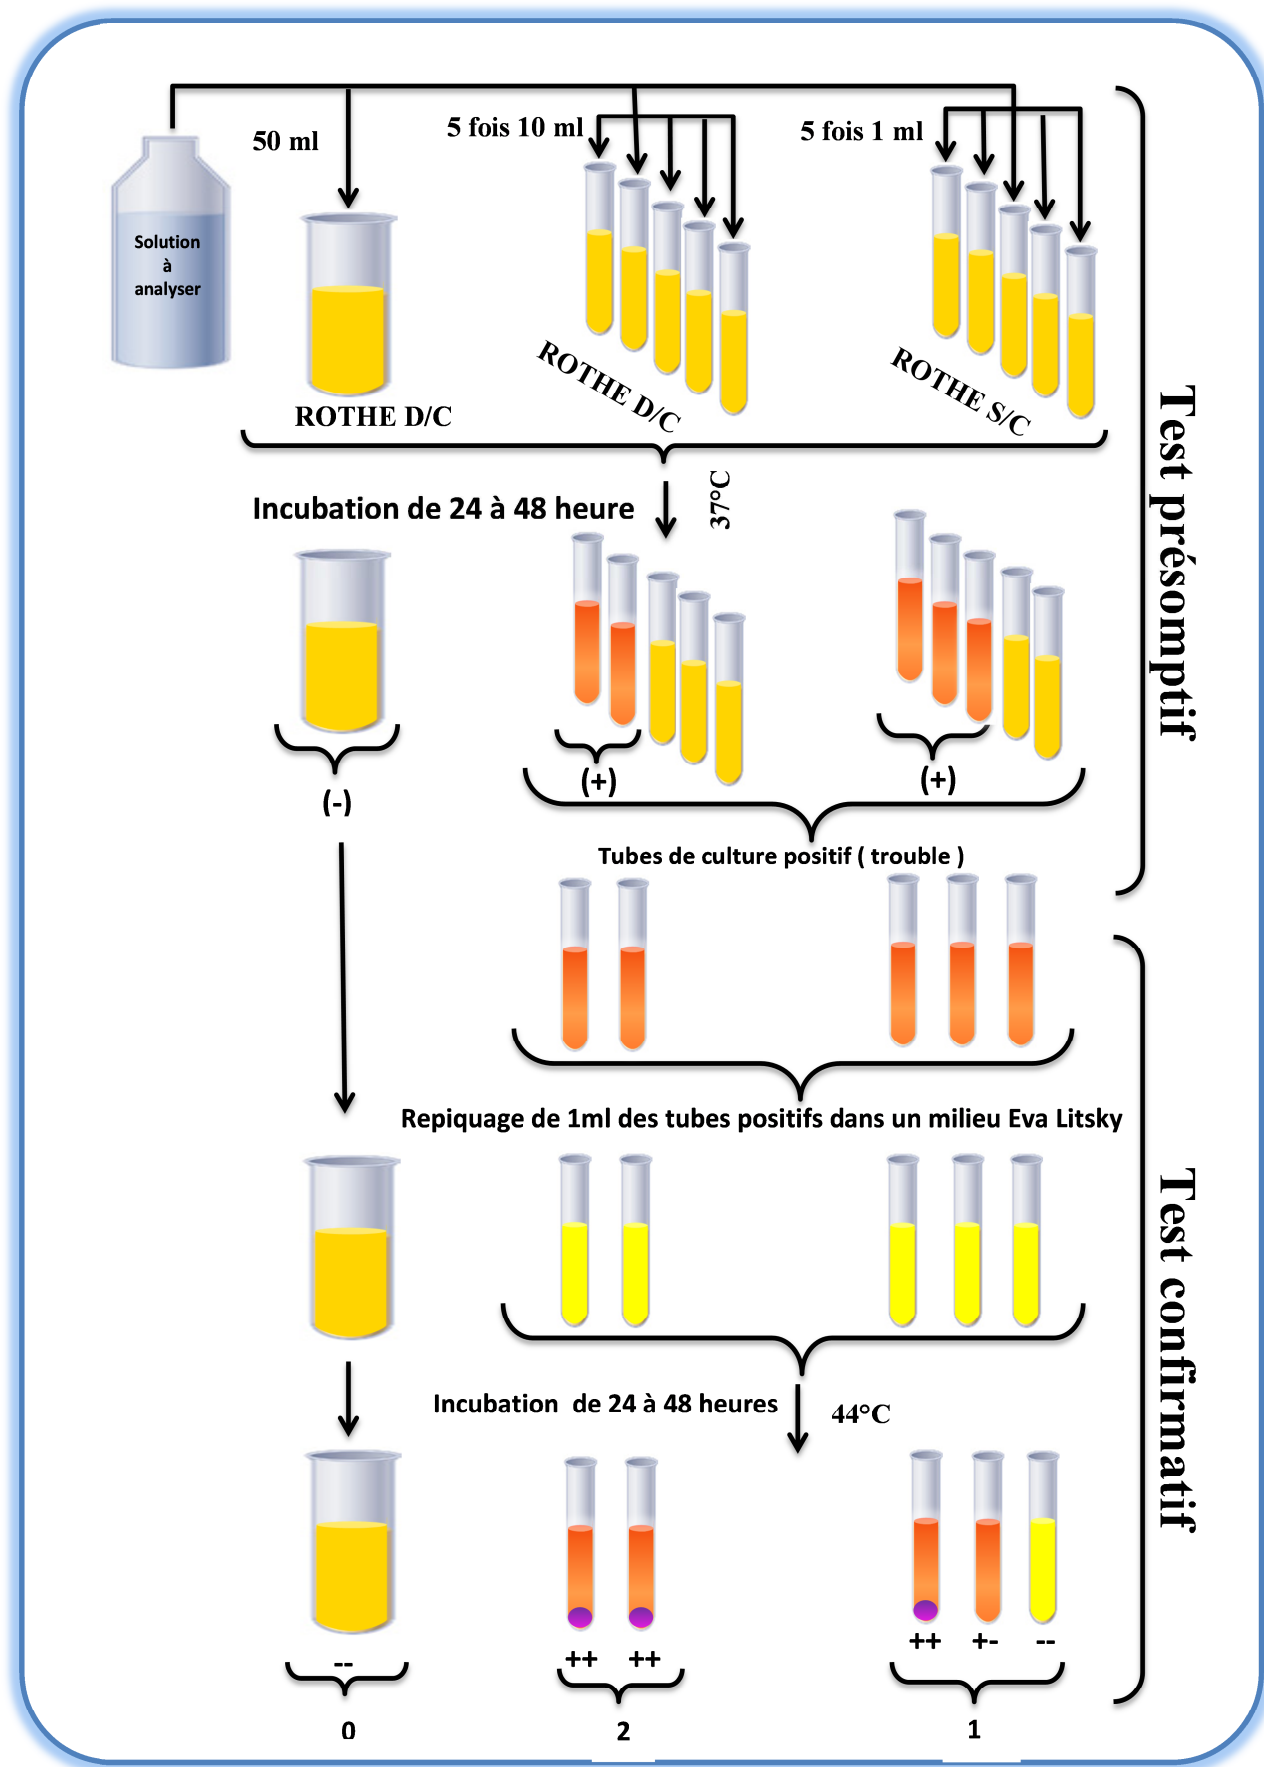 50 ml
5 fois 10 ml
5 fois 1 ml
Solution
à
analyser
ROTHE D/C
ROTHE D/C
ROTHE S/C
Test présomptif
Incubation de 24 à 48 heure
37°C
(-)
(+)
(+)
Tubes de culture positif ( trouble )
Repiquage de 1ml des tubes positifs dans un milieu Eva Litsky
Test confirmatif
Incubation de 24 à 48 heures
44°C
--
++ ++
++ +- --
0
2
1